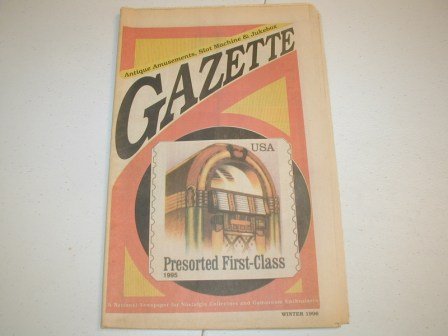 Antique Amusements, Slot Machine & Jukebox
GAZETTE
USA
Presorted First-Class
1995
A National Newspaper for Nostalgia Collectors and Gameroom Enthusiasts
WINTER 1996